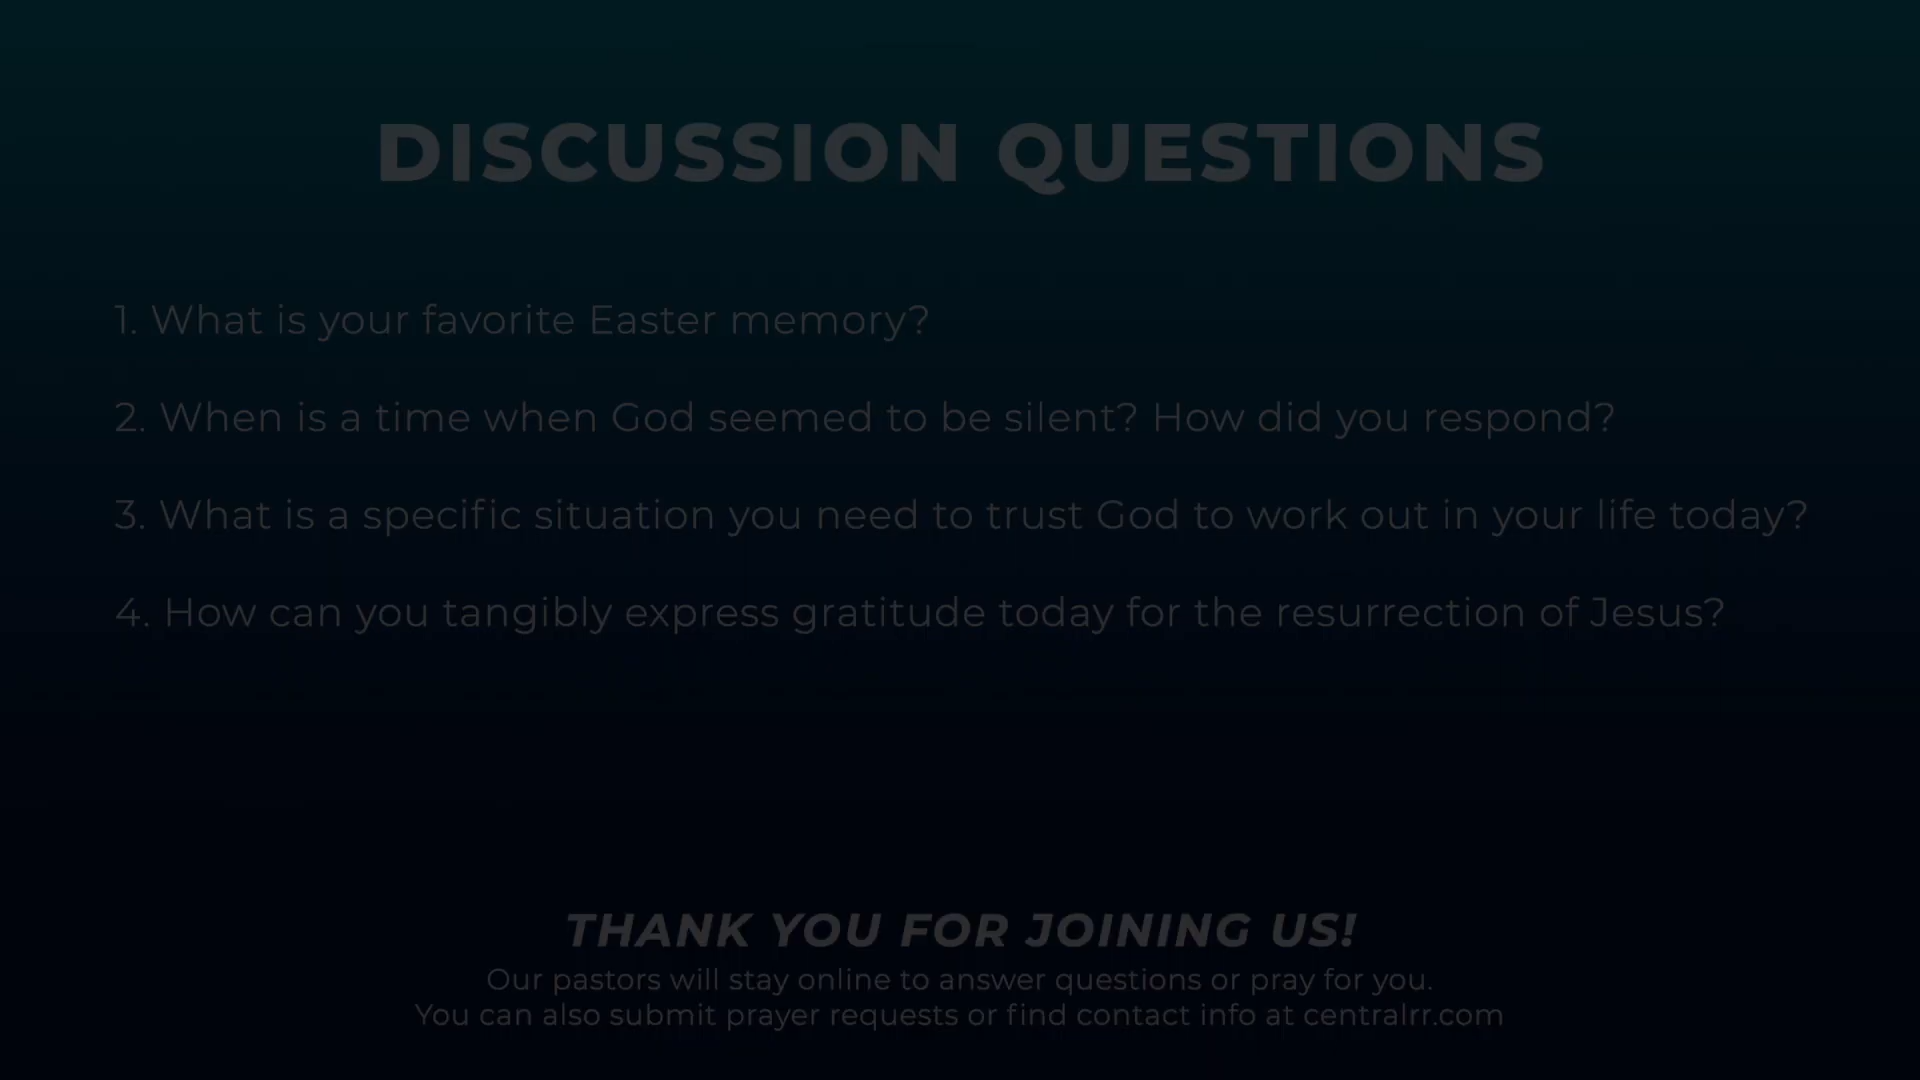 DISCUSSION QUESTIONS
1. What is your favorite Easter memory?
2. When is a time when God seemed to be silent? How did you respond?
3. What is a specific situation you need to trust God to work out in your life today?
4. How can you tangibly express gratitude today for the resurrection of Jesus?
THANK YOU FOR JOINING US!
Our pastors will stay online to answer questions or pray for you.
You can also submit prayer requests or find contact info at centralrr.com